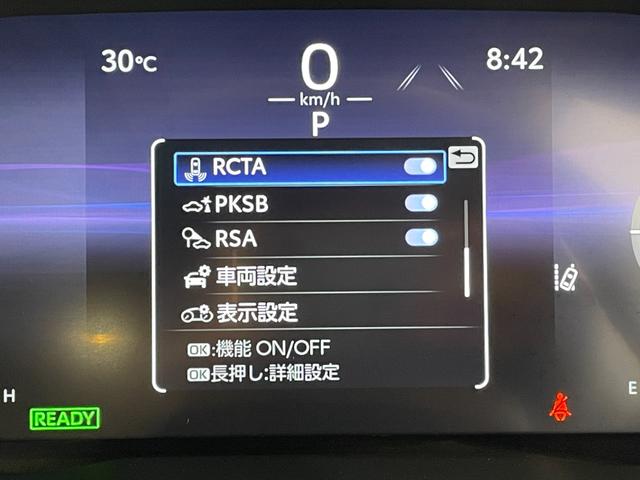 30℃
0
8:42
km/h
P
RCTA
PKSB
RSA
車両設定
表示設定
OK:機能 ON/OFF
OK長押し:詳細設定
H
E
READY